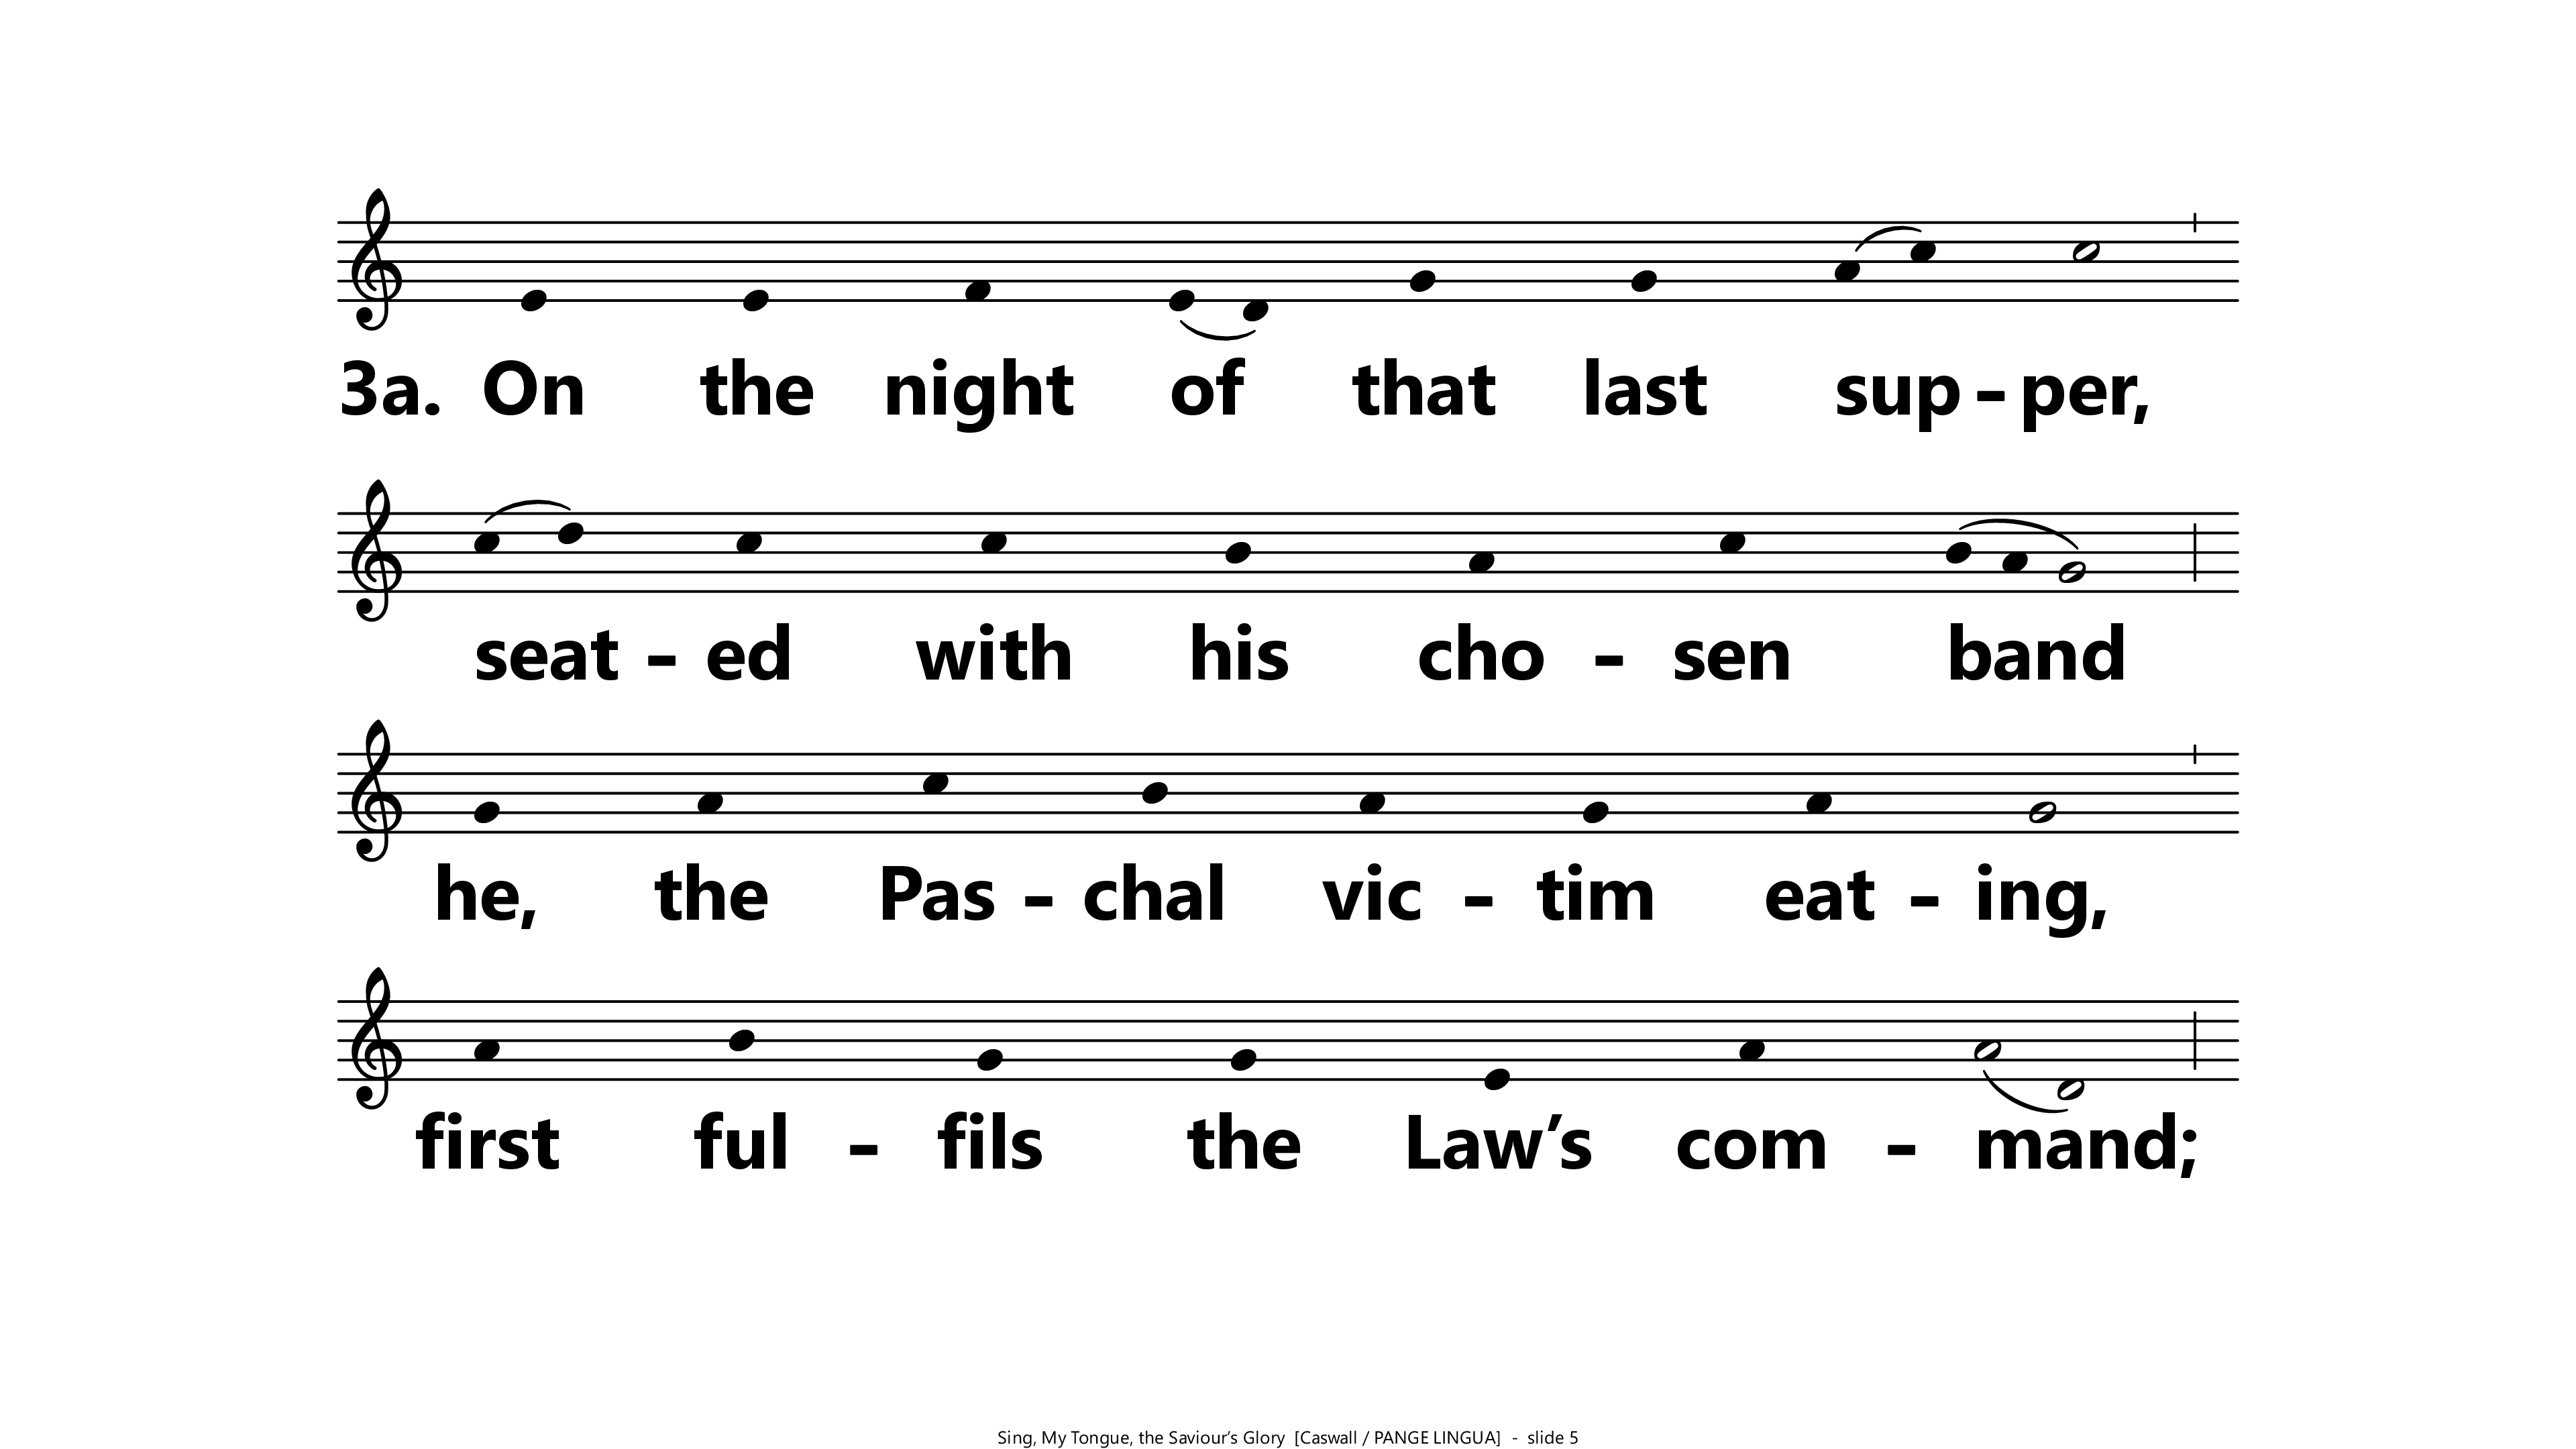 3a. On the night of that last sup - per,
seat - ed with his cho - sen band
he, the Pas - chal vic - tim eat - ing,
first ful - fils the Law’s com - mand;
Sing, My Tongue, the Saviour’s Glory [Caswall / PANGE LINGUA] - slide 5